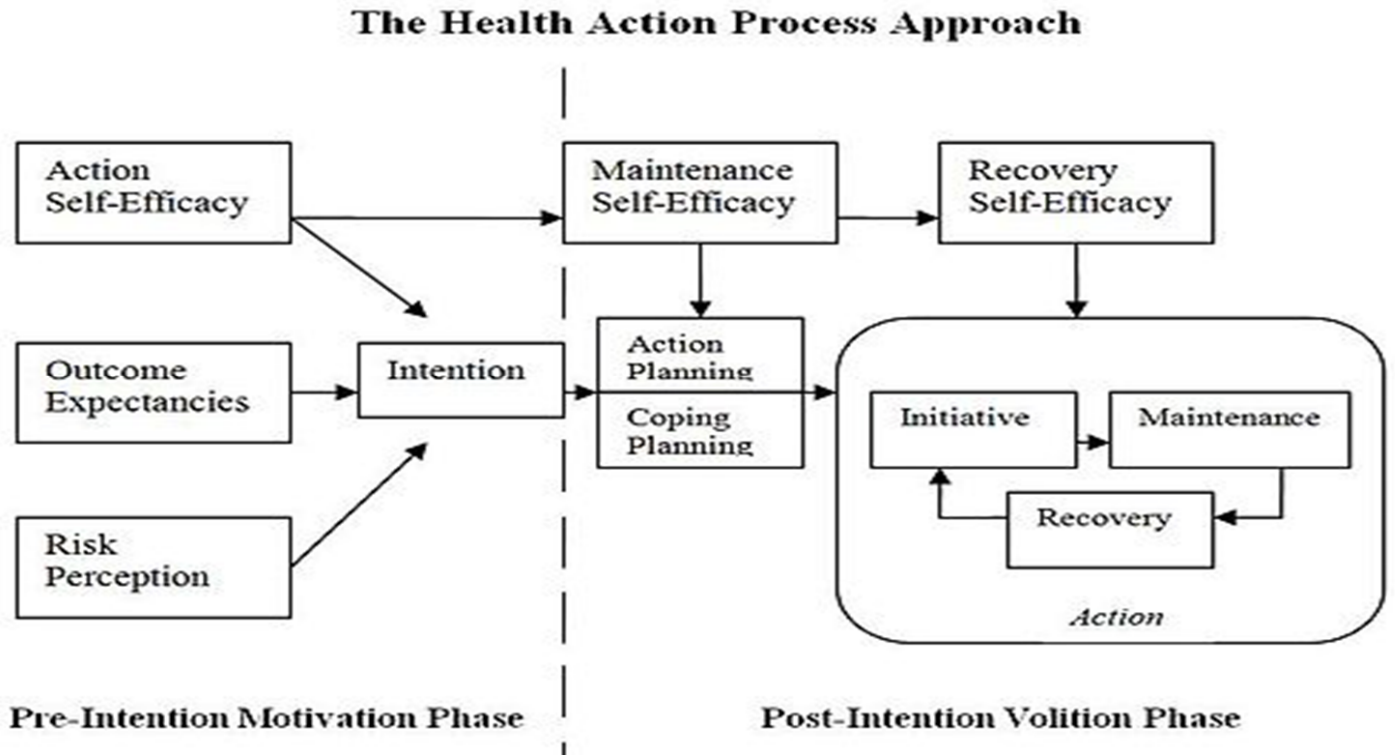 The Health Action Process Approach
Action
Self-Efficacy
Maintenance
Self-Efficacy
Recovery
Self-Efficacy
Outcome
Expectancies
Intention
Action
Planning
Coping
Planning
Initiative
Maintenance
Recovery
Risk
Perception
Action
Pre-Intention Motivation Phase
Post-Intention Volition Phase